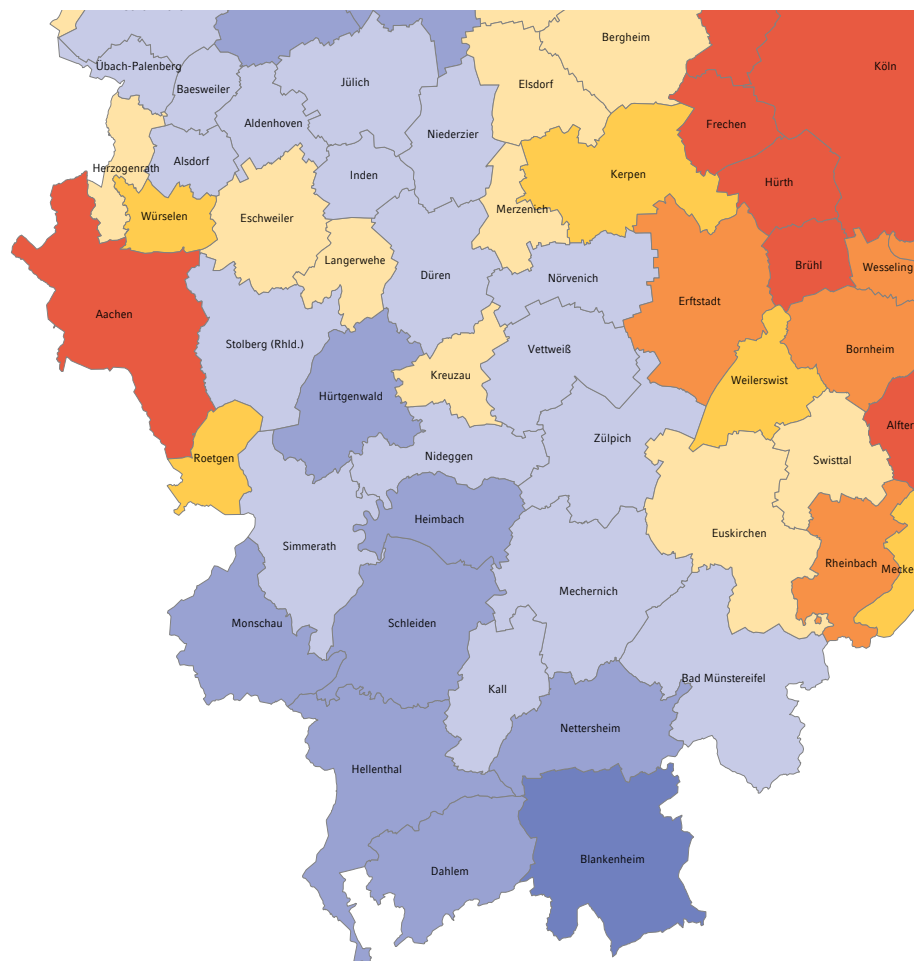 Bergheim
Köln
Übach-Palenberg
Jülich
Elsdorf
Baesweiler
Aldenhoven
Frechen
Niederzier
Alsdorf
Herzogenrath
Inden
Kerpen
Hürth
Würselen
Eschweiler
Merzenich
Langerwehe
Düren
Nörvenich
Brühl
Wesseling
Erftstadt
Aachen
Stolberg (Rhld.)
Vettweiß
Bornheim
Kreuzau
Weilerswist
Hürtgenwald
Alfter
Zülpich
Roetgen
Nideggen
Swisttal
Heimbach
Euskirchen
Simmerath
Rheinbach
Mecke
Mechernich
Monschau
Schleiden
Bad Münstereifel
Kall
Nettersheim
Hellenthal
Blankenheim
Dahlem